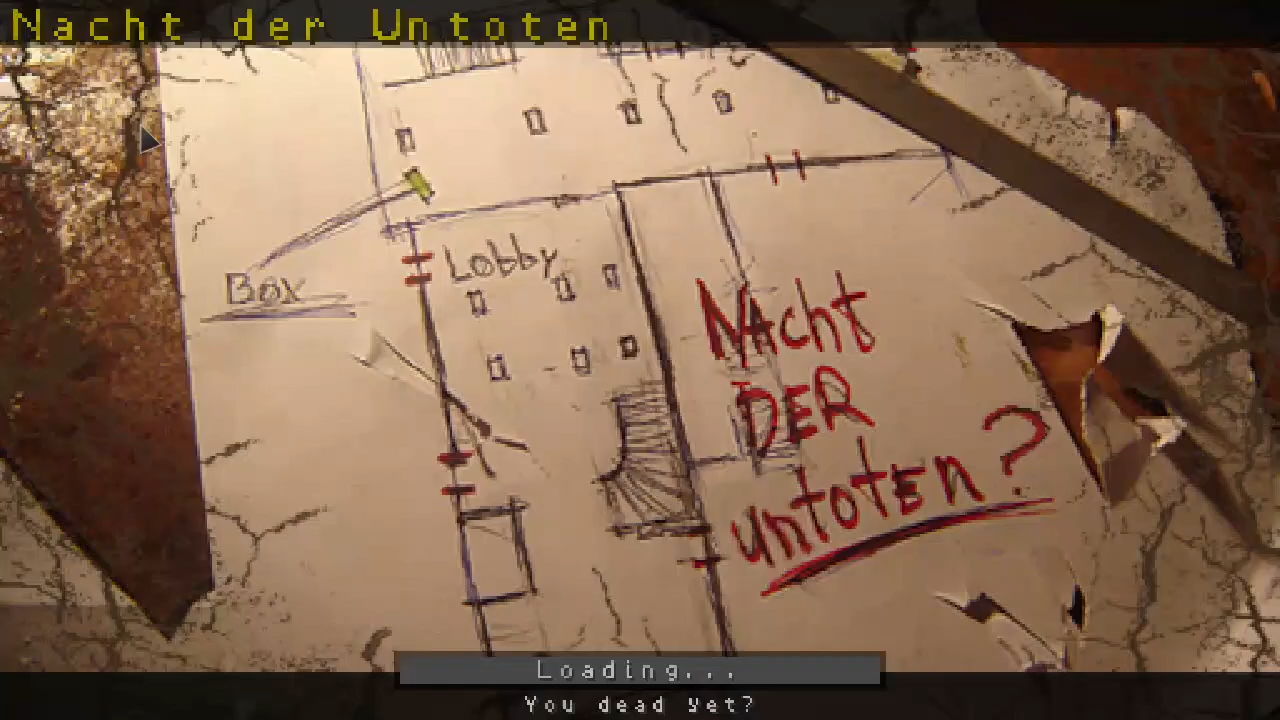 Nacht der Untoten
Box
Lobby
NAcht
DER
untotEn?
Loading...
You dead yet?